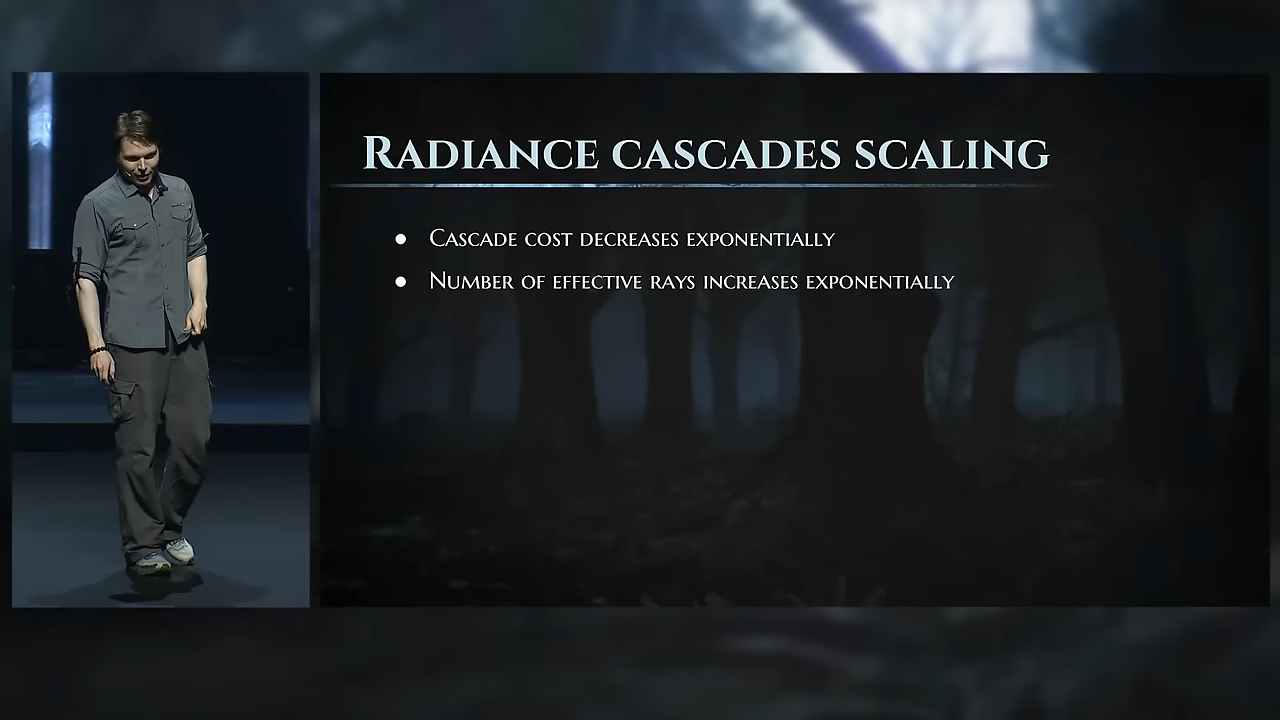 Radiance cascades scaling
● Cascade cost decreases exponentially
● Number of effective rays increases exponentially